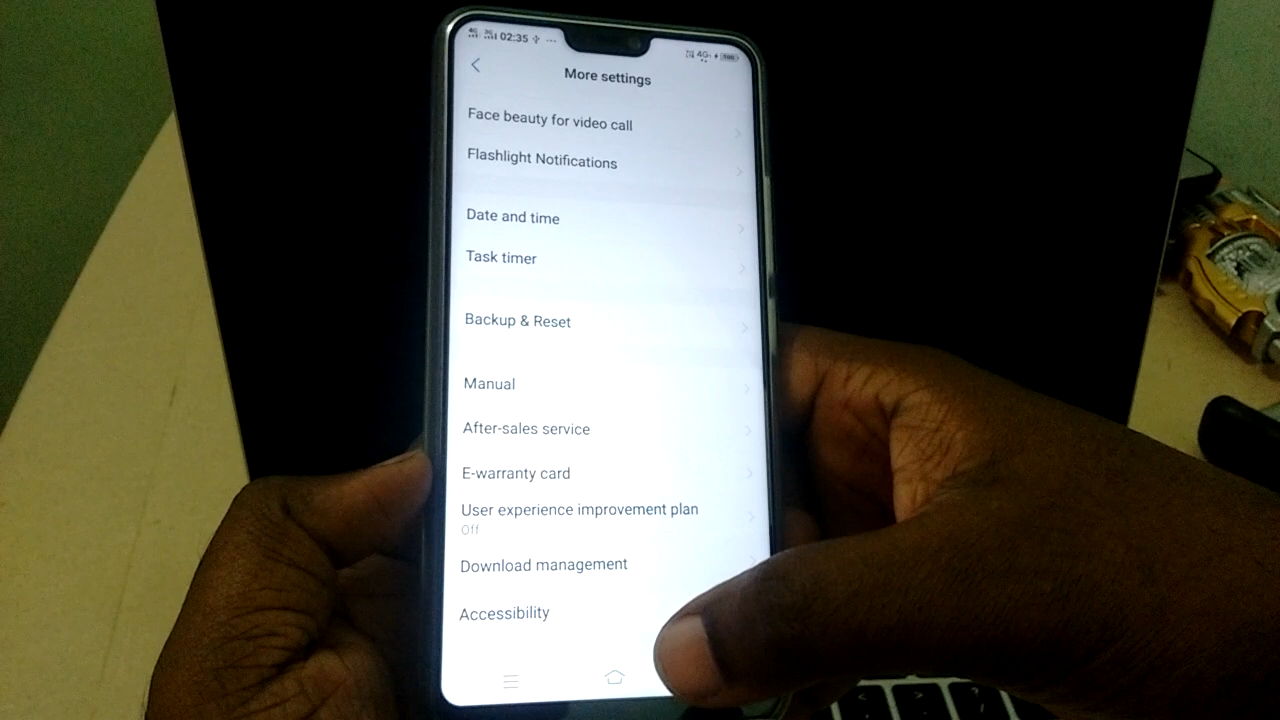 02:35
4G
More settings
Face beauty for video call
Flashlight Notifications
Date and time
Task timer
Backup & Reset
Manual
After-sales service
E-warranty card
User experience improvement plan
Off
Download management
Accessibility